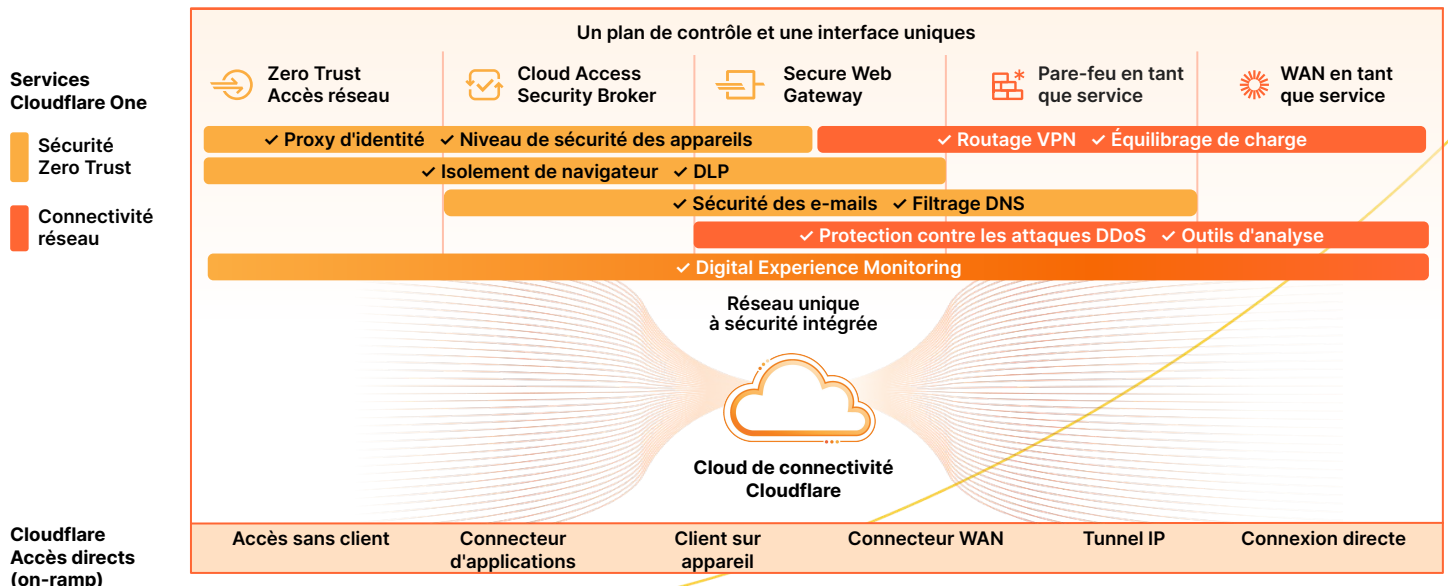 Un plan de contrôle et une interface uniques
Services
Cloudflare One
Sécurité
Zero Trust
Connectivité
réseau
Zero Trust
Accès réseau
Cloud Access
Security Broker
Secure Web
Gateway
Pare-feu en tant
que service
WAN en tant
que service
✓ Proxy d'identité ✓ Niveau de sécurité des appareils
✓ Routage VPN ✓ Équilibrage de charge
✓ Isolement de navigateur ✓ DLP
✓ Sécurité des e-mails ✓ Filtrage DNS
✓ Protection contre les attaques DDoS ✓ Outils d'analyse
✓ Digital Experience Monitoring
Réseau unique
à sécurité intégrée
Cloud de connectivité
Cloudflare
Cloudflare
Accès directs
(on-ramp)
Accès sans client
Connecteur
d'applications
Client sur
appareil
Connecteur WAN
Tunnel IP
Connexion directe